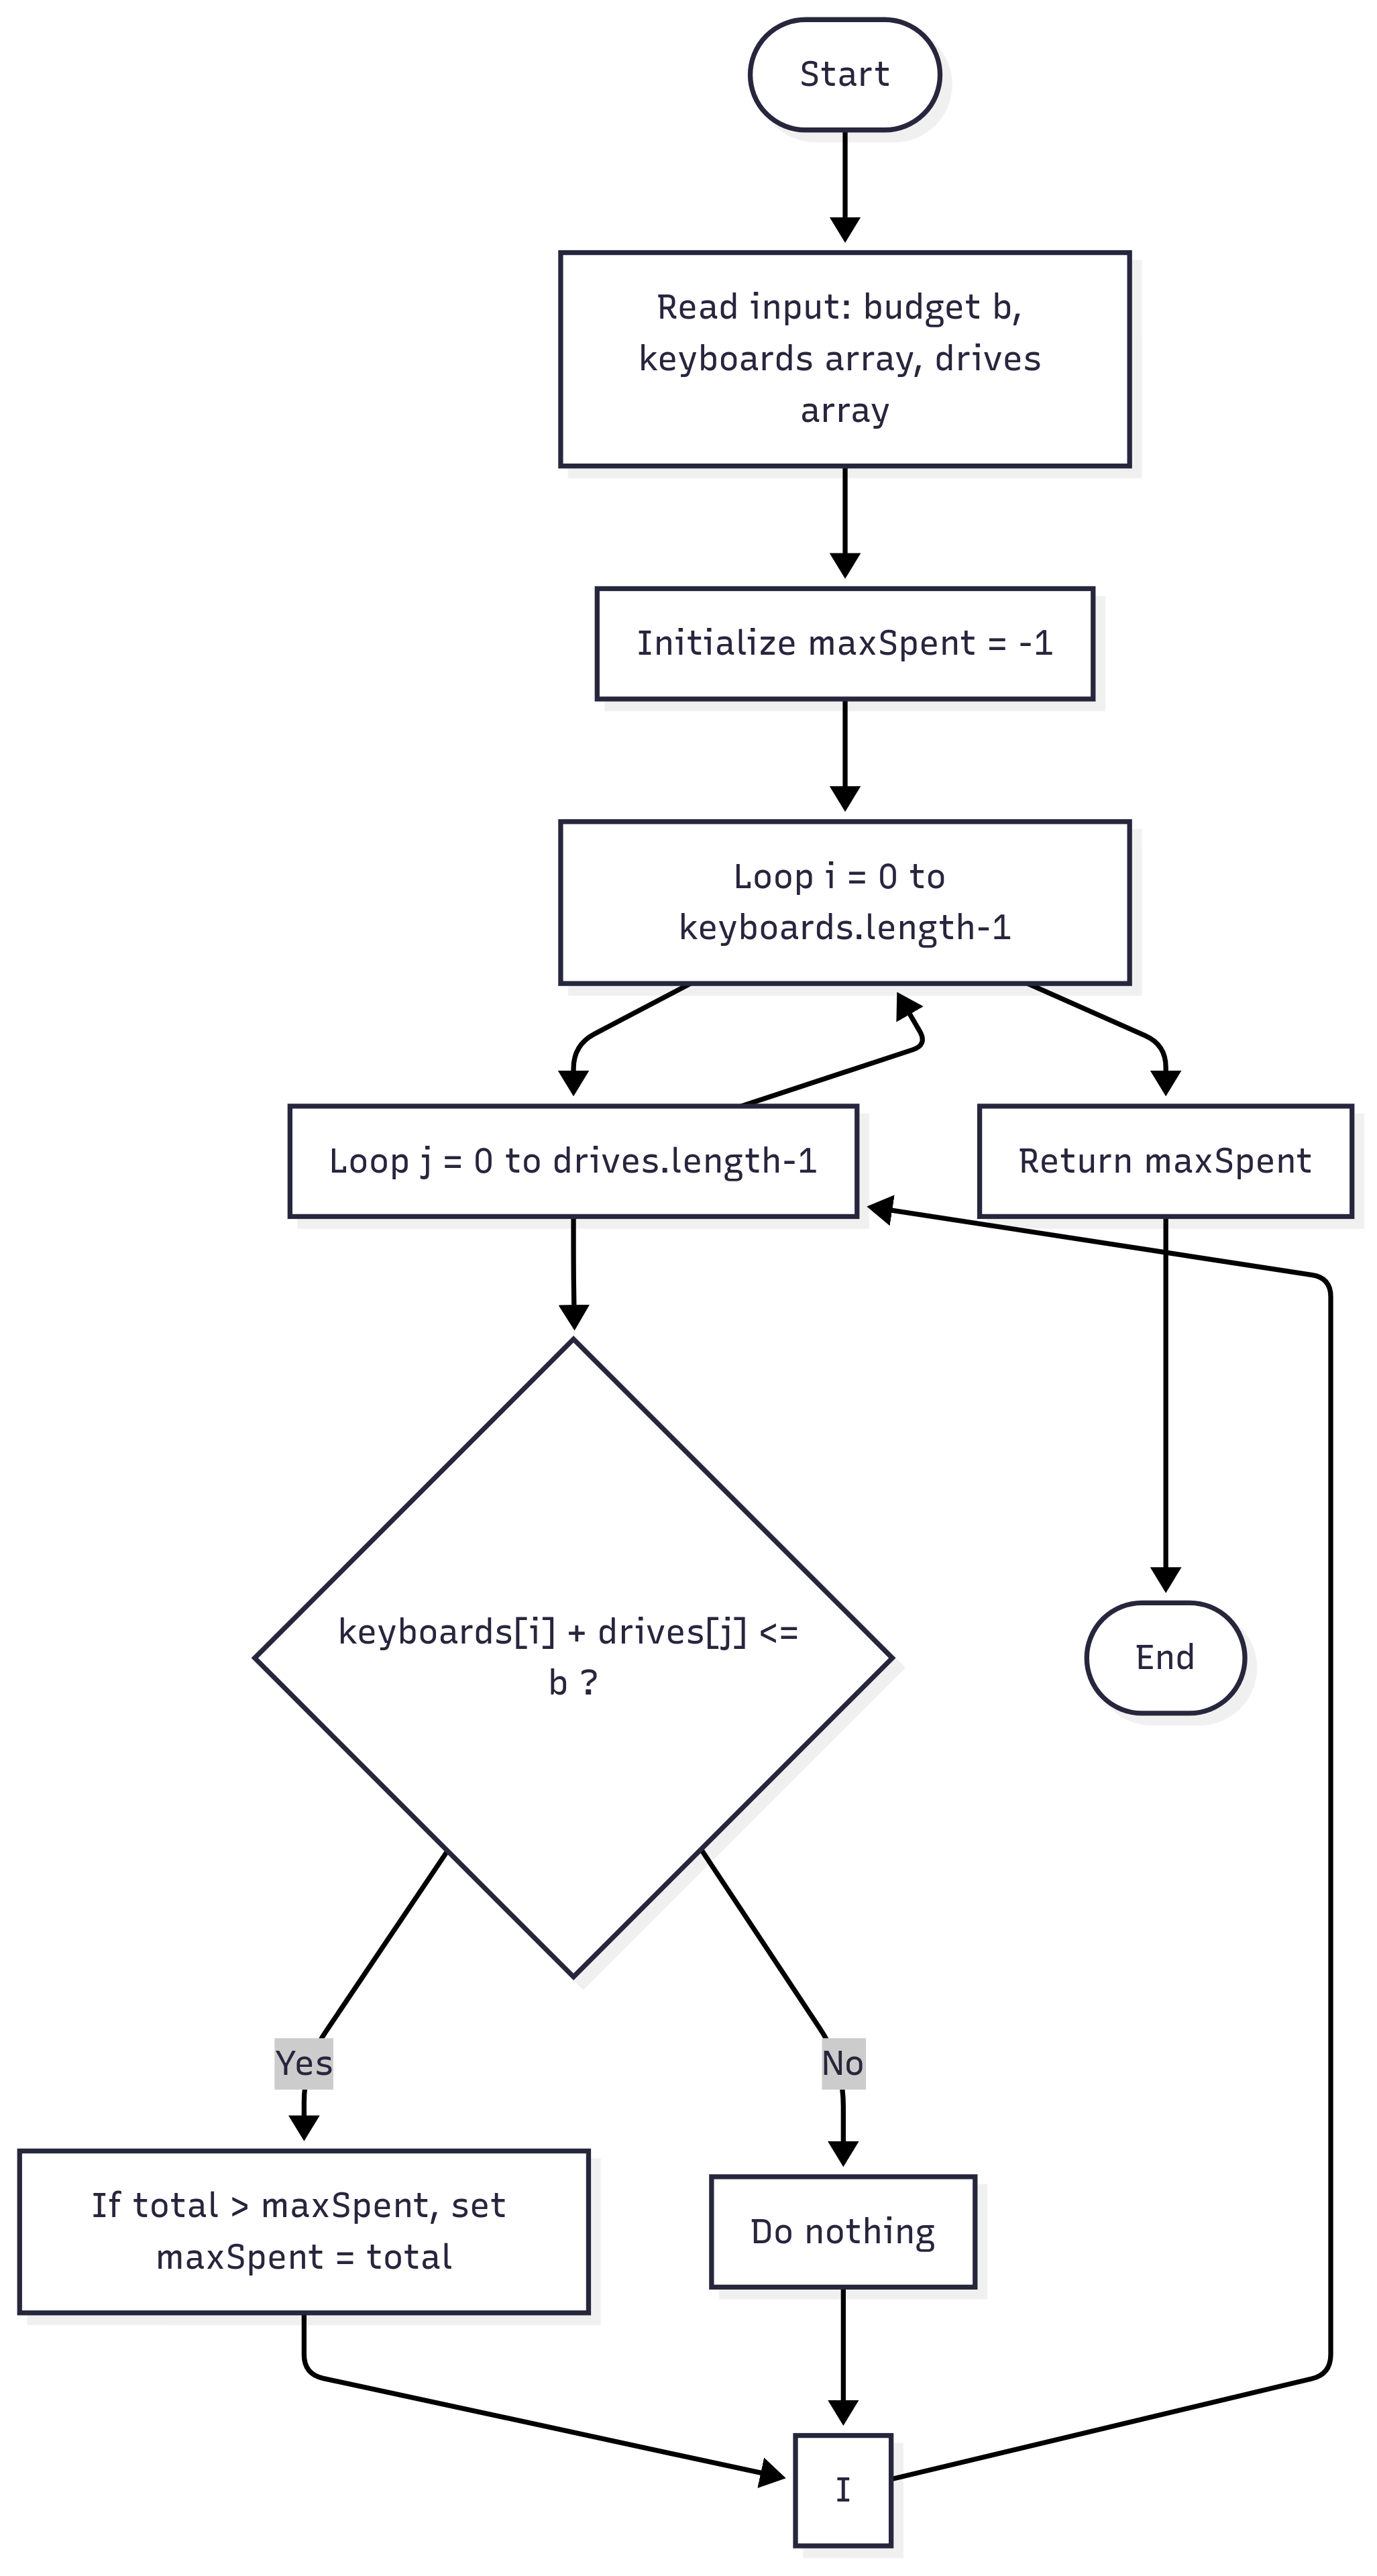 Start
Read input: budget b,
keyboards array, drives
array
Initialize maxSpent = -1
Loop i = 0 to
keyboards.length-1
Loop j = 0 to drives.length-1
Return maxSpent
keyboards[i] + drives[j] <=
b ?
End
Yes
No
If total > maxSpent, set
maxSpent = total
Do nothing
I